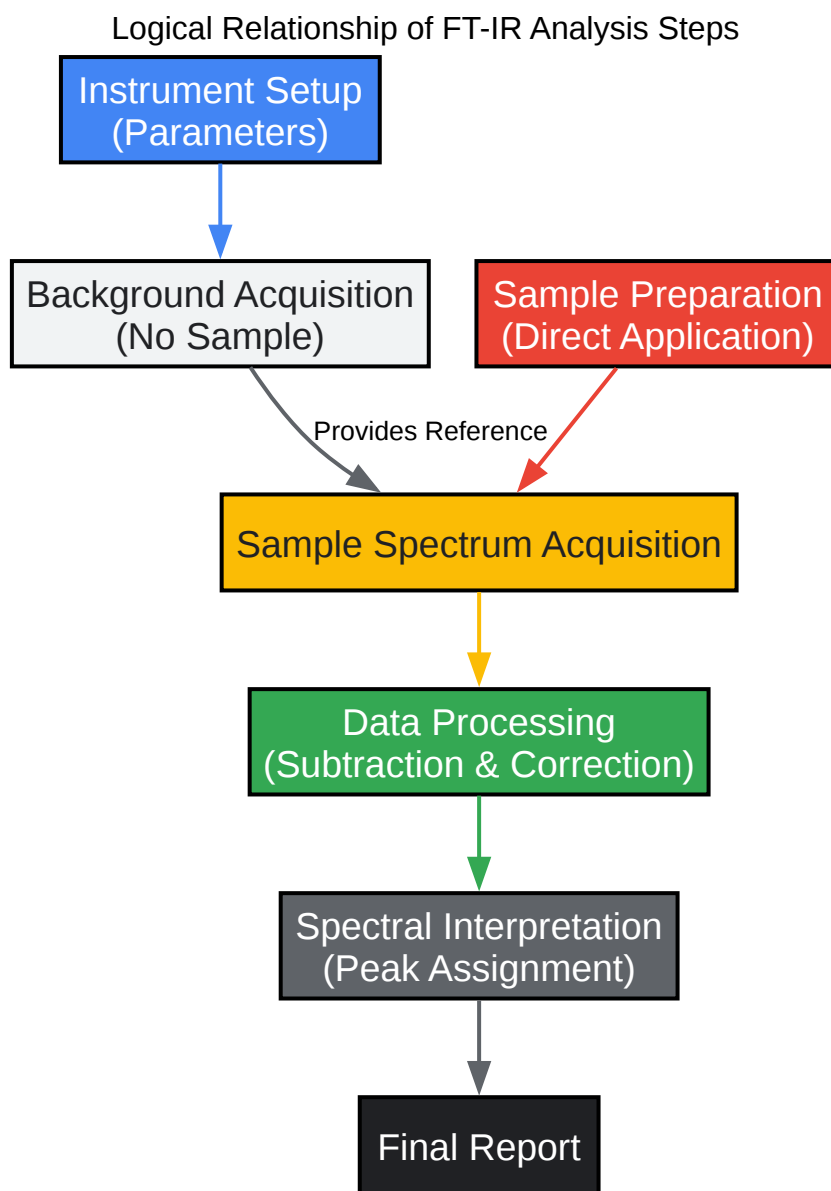 Logical Relationship of FT-IR Analysis Steps
Instrument Setup
(Parameters)
Background Acquisition
(No Sample)
Sample Preparation
(Direct Application)
Provides Reference
Sample Spectrum Acquisition
Data Processing
(Subtraction & Correction)
Spectral Interpretation
(Peak Assignment)
Final Report